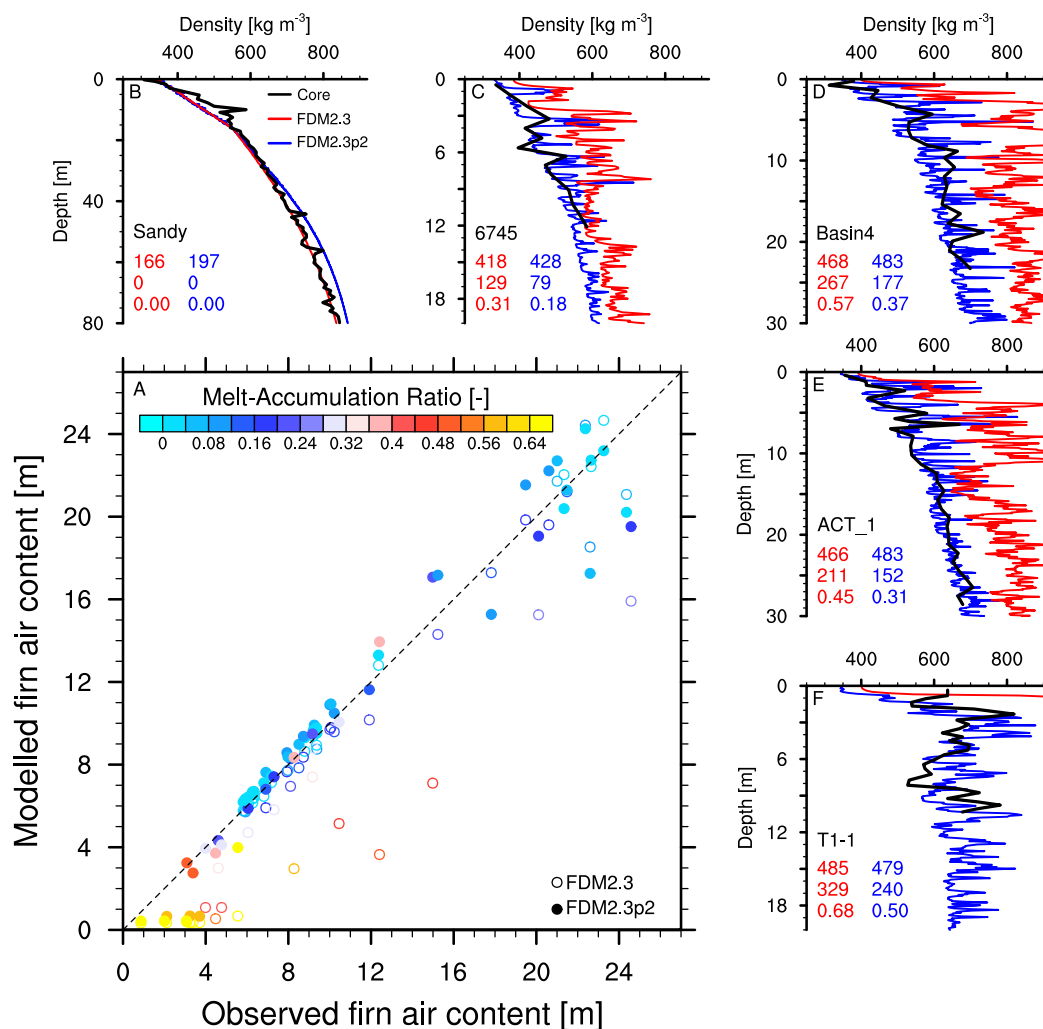 Density [kg m⁻³]
400 600 800
0
40
80
Depth [m]
B
Core
FDM2.3
FDM2.3p2
Sandy
166 197
0 0
0.00 0.00
Density [kg m⁻³]
400 600 800
0
6
12
18
C
6745
418 428
129 79
0.31 0.18
Density [kg m⁻³]
400 600 800
0
10
20
30
D
Basin4
468 483
267 177
0.57 0.37
A
Melt-Accumulation Ratio [-]
0 0.08 0.16 0.24 0.32 0.4 0.48 0.56 0.64
24
20
16
12
8
4
0
Modelled firn air content [m]
FDM2.3
FDM2.3p2
0 4 8 12 16 20 24
Observed firn air content [m]
400 600 800
0
10
20
30
Depth [m]
E
ACT_1
466 483
211 152
0.45 0.31
400 600 800
0
6
12
18
Depth [m]
F
T1-1
485 479
329 240
0.68 0.50